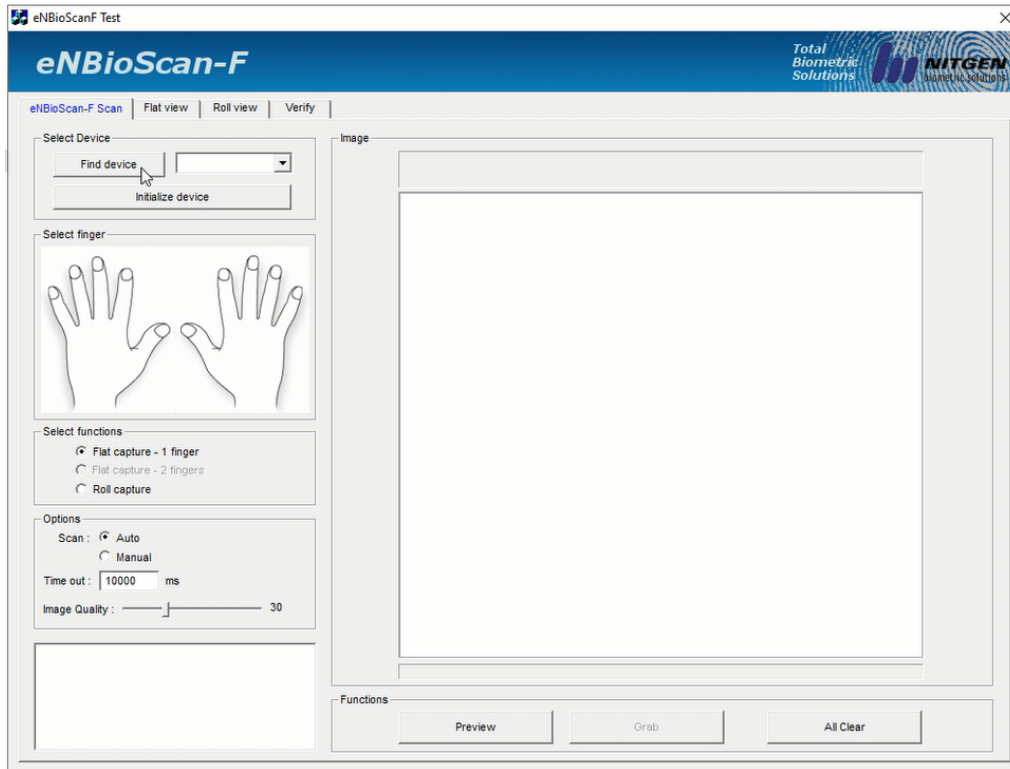 eNBioScanF Test
eNBioScan-F
Total
Biometric
Solutions
NITGEN
biometric solutions
eNBioScan-F Scan
Flat view
Roll view
Verify
Select Device
Find device
Initialize device
Select finger
Select functions
Flat capture - 1 finger
Flat capture - 2 fingers
Roll capture
Options
Scan : Auto
Manual
Time out : 10000 ms
Image Quality : 30
Image
Functions
Preview
Grab
All Clear